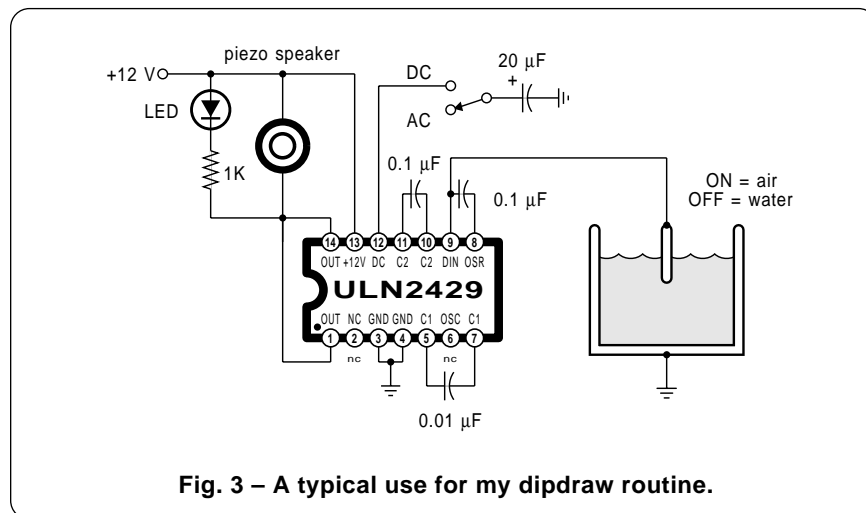 piezo speaker
+12 V
LED
1K
DC
AC
20 µF
+
0.1 µF
0.1 µF
ON = air
OFF = water
14 13 12 11 10 9 8
OUT +12V DC C2 C2 DIN OSR
ULN2429
OUT NC GND GND C1 OSC C1
1 2 3 4 5 6 7
nc nc
0.01 µF
Fig. 3 – A typical use for my dipdraw routine.